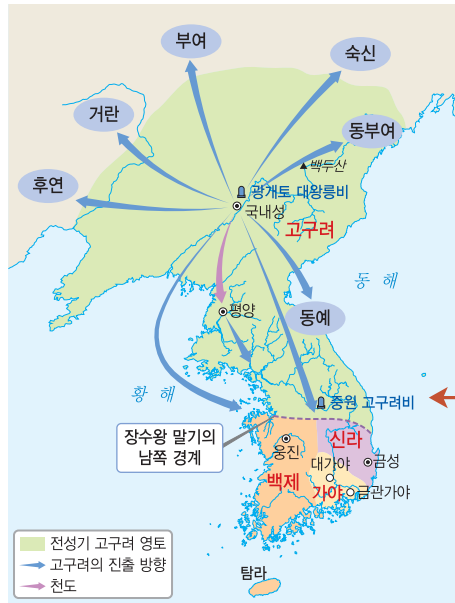 부여
숙신
거란
동부여
백두산
후연
광개토 대왕릉비
국내성
고구려
동 해
평양
동예
황 해
중원 고구려비
장수왕 말기의
남쪽 경계
신라
웅진
대가야
금성
백제
가야
금관가야
전성기 고구려 영토
고구려의 진출 방향
천도
탐라